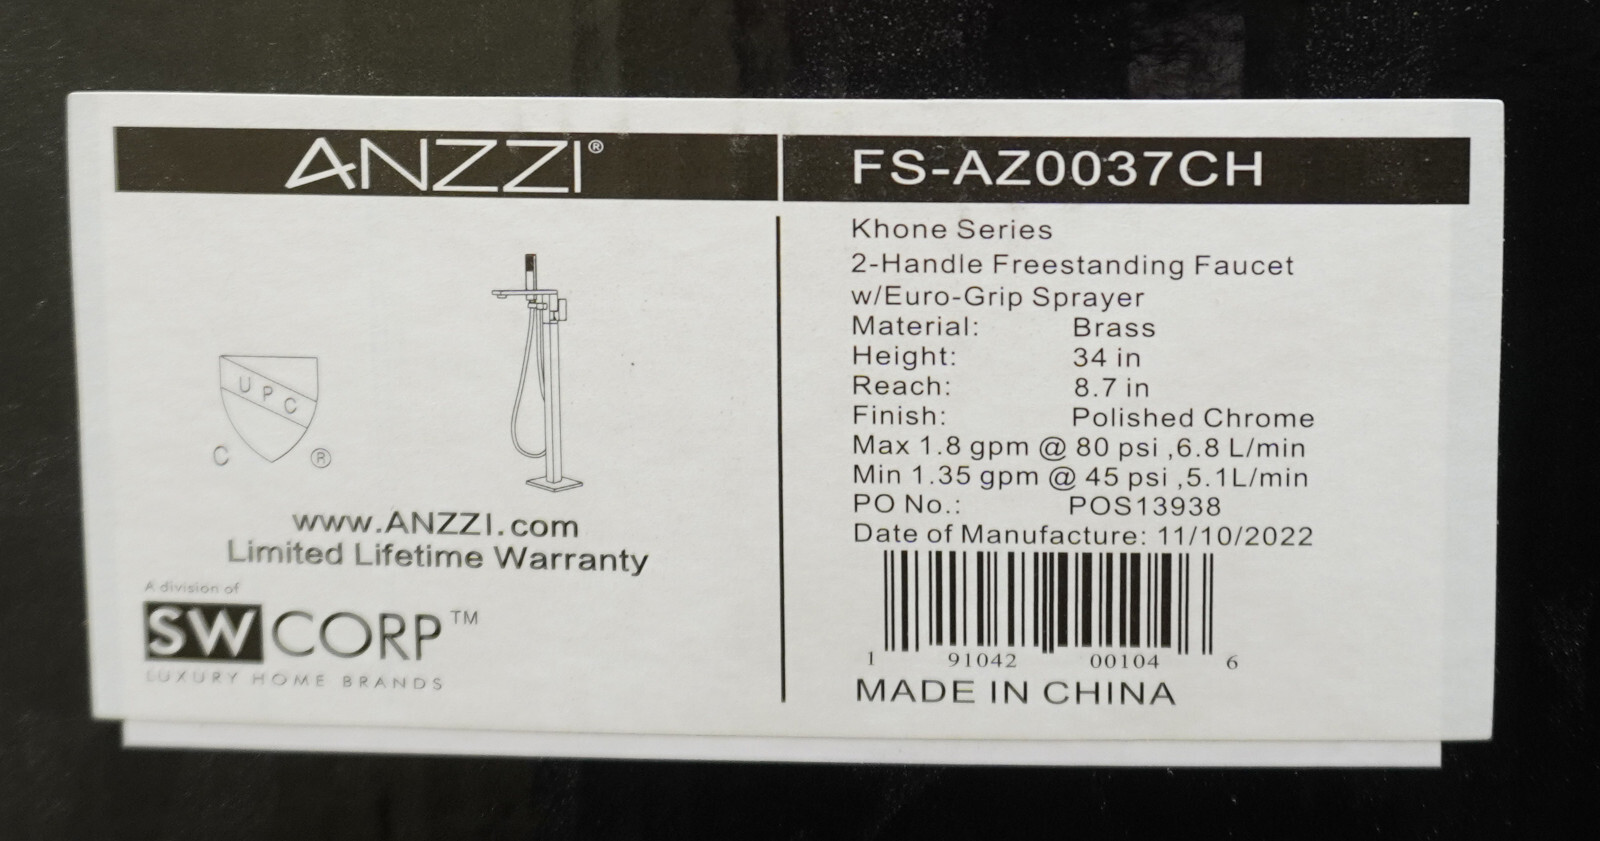 ANZZI®
FS-AZ0037CH
Khone Series
2-Handle Freestanding Faucet
w/Euro-Grip Sprayer
Material: Brass
Height: 34 in
Reach: 8.7 in
Finish: Polished Chrome
Max 1.8 gpm @ 80 psi ,6.8 L/min
Min 1.35 gpm @ 45 psi ,5.1L/min
PO No.: POS13938
Date of Manufacture: 11/10/2022
1 91042 00104 6
MADE IN CHINA
UPC
C ®
www.ANZZI.com
Limited Lifetime Warranty
A division of
SWCORP™
LUXURY HOME BRANDS